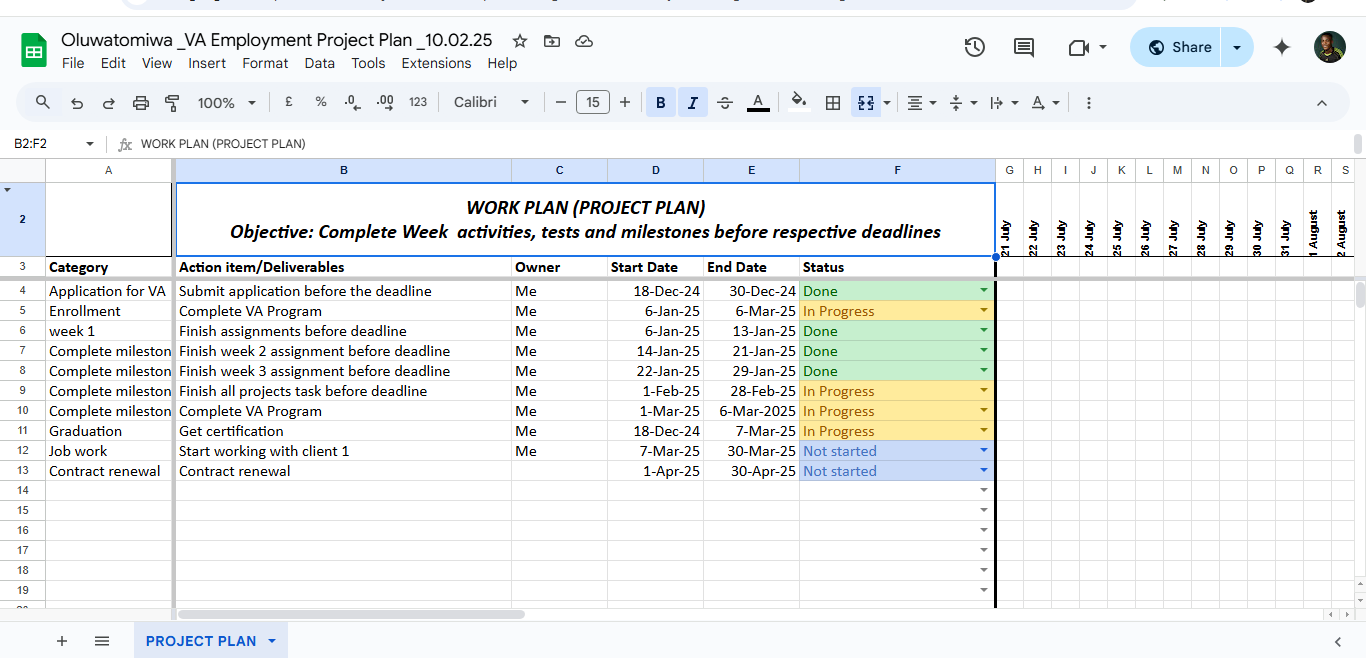 Oluwatomiwa _VA Employment Project Plan _10.02.25
File Edit View Insert Format Data Tools Extensions Help
Share
100% £ % .0 .00 123 Calibri 15 B I A A
B2:F2 fx WORK PLAN (PROJECT PLAN)
A B C D E F G H I J K L M N O P Q R S
2
WORK PLAN (PROJECT PLAN)
Objective: Complete Week activities, tests and milestones before respective deadlines
21 July
22 July
23 July
24 July
25 July
26 July
27 July
28 July
29 July
30 July
31 July
1 August
2 August
3 Category Action item/Deliverables Owner Start Date End Date Status
4 Application for VA Submit application before the deadline Me 18-Dec-24 30-Dec-24 Done
5 Enrollment Complete VA Program Me 6-Jan-25 6-Mar-25 In Progress
6 week 1 Finish assignments before deadline Me 6-Jan-25 13-Jan-25 Done
7 Complete mileston Finish week 2 assignment before deadline Me 14-Jan-25 21-Jan-25 Done
8 Complete mileston Finish week 3 assignment before deadline Me 22-Jan-25 29-Jan-25 Done
9 Complete mileston Finish all projects task before deadline Me 1-Feb-25 28-Feb-25 In Progress
10 Complete mileston Complete VA Program Me 1-Mar-25 6-Mar-2025 In Progress
11 Graduation Get certification Me 18-Dec-24 7-Mar-25 In Progress
12 Job work Start working with client 1 Me 7-Mar-25 30-Mar-25 Not started
13 Contract renewal Contract renewal 1-Apr-25 30-Apr-25 Not started
14
15
16
17
18
19
PROJECT PLAN